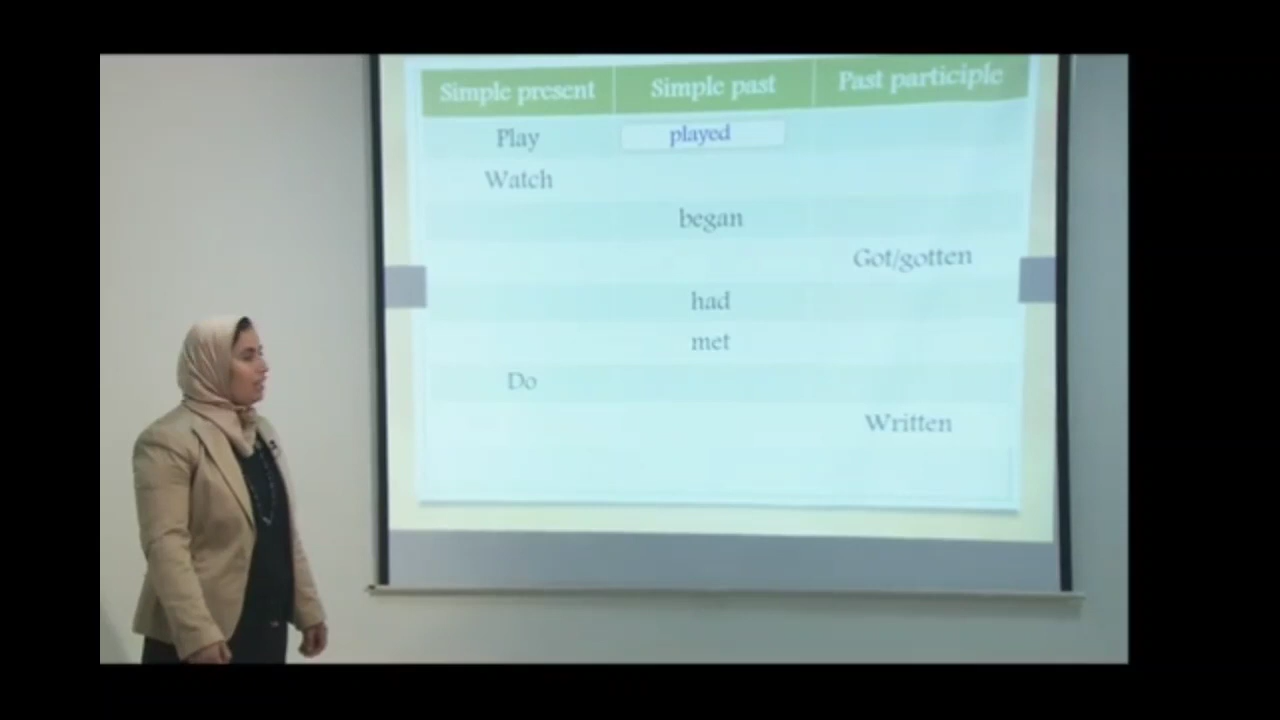 Simple present Simple past Past participle
Play played
Watch
began
Got/gotten
had
met
Do
Written